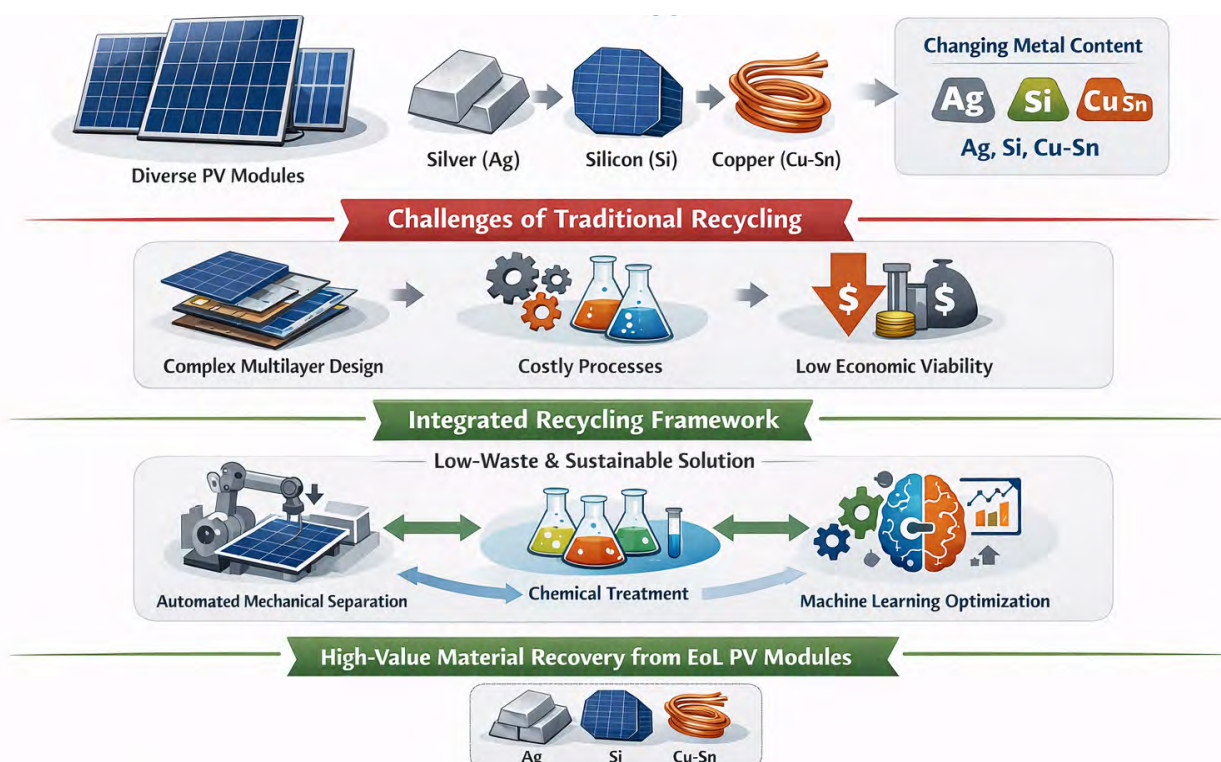 Diverse PV Modules
Silver (Ag)
Silicon (Si)
Copper (Cu-Sn)
Changing Metal Content
Ag
Si
Cu Sn
Ag, Si, Cu-Sn
Challenges of Traditional Recycling
$
$
Complex Multilayer Design
Costly Processes
Low Economic Viability
Integrated Recycling Framework
Low-Waste & Sustainable Solution
Automated Mechanical Separation
Chemical Treatment
Machine Learning Optimization
High-Value Material Recovery from EoL PV Modules
Ag
Si
Cu-Sn